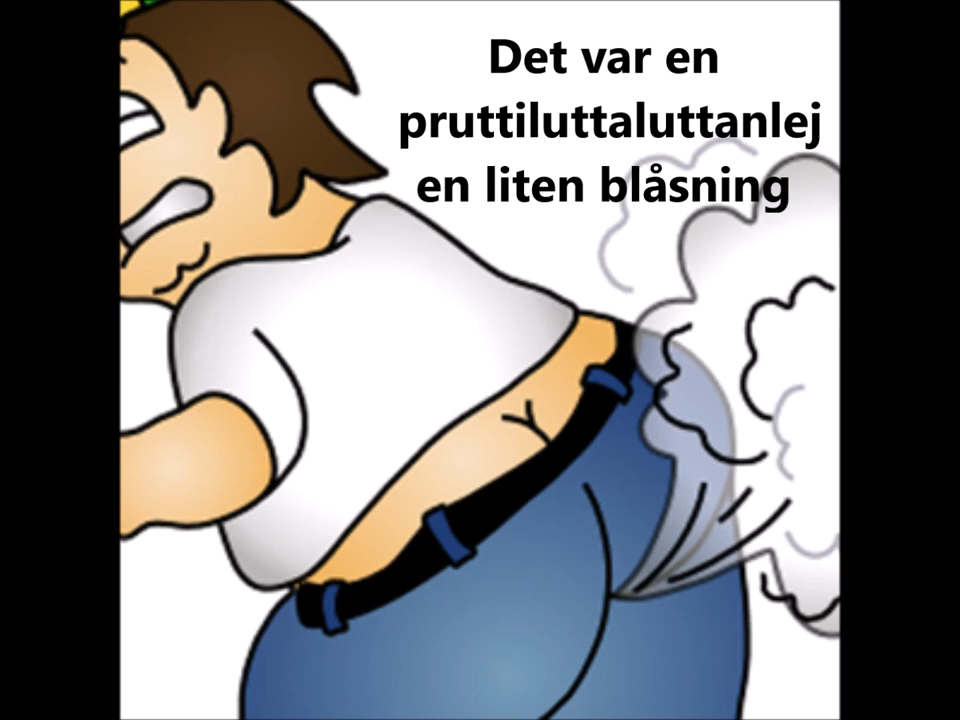 Det var en
pruttiluttaluttanlej
en liten blåsning